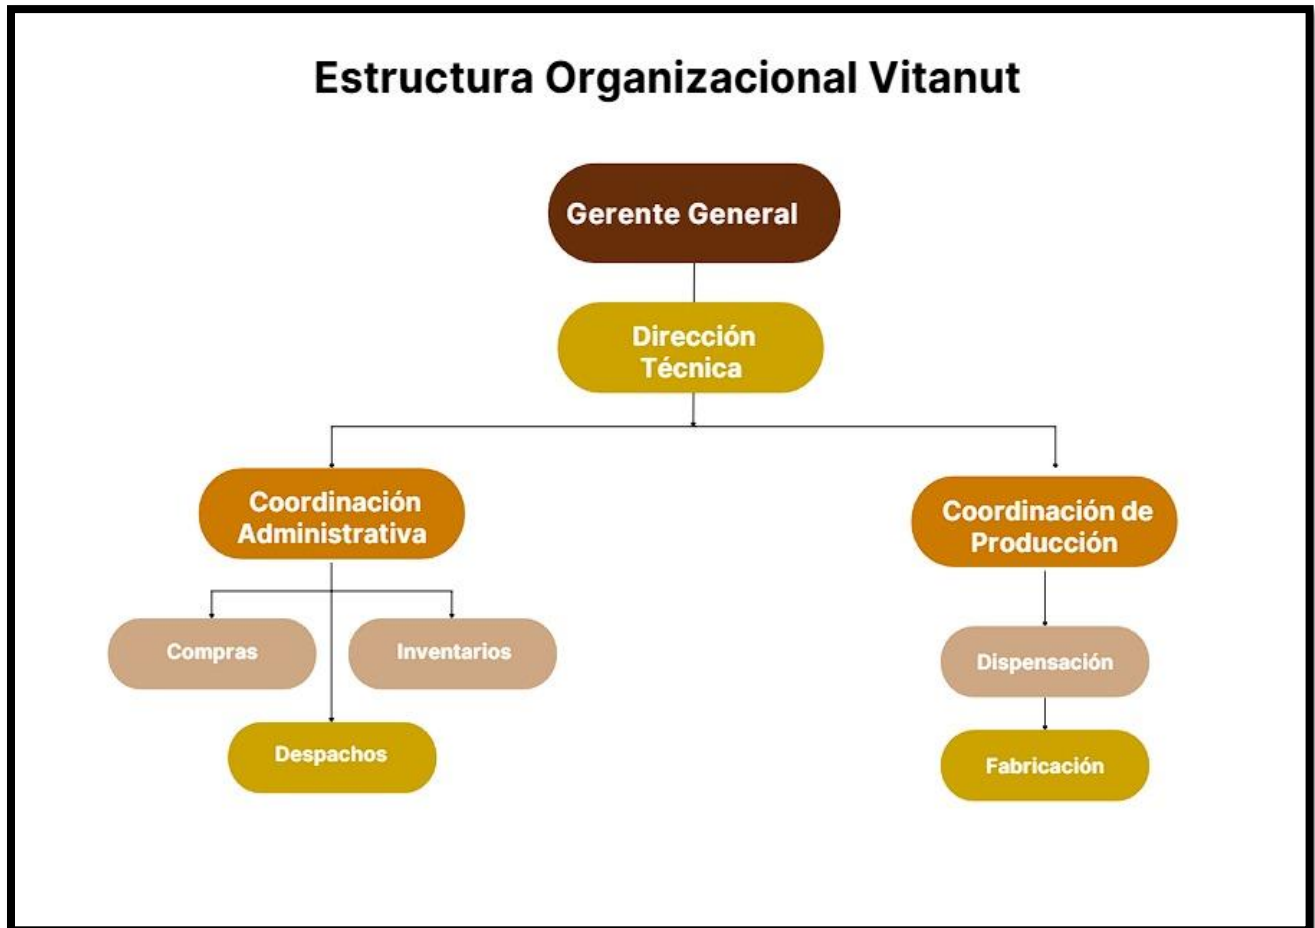 Estructura Organizacional Vitanut
Gerente General
Dirección
Técnica
Coordinación
Administrativa
Coordinación de
Producción
Compras
Inventarios
Dispensación
Despachos
Fabricación